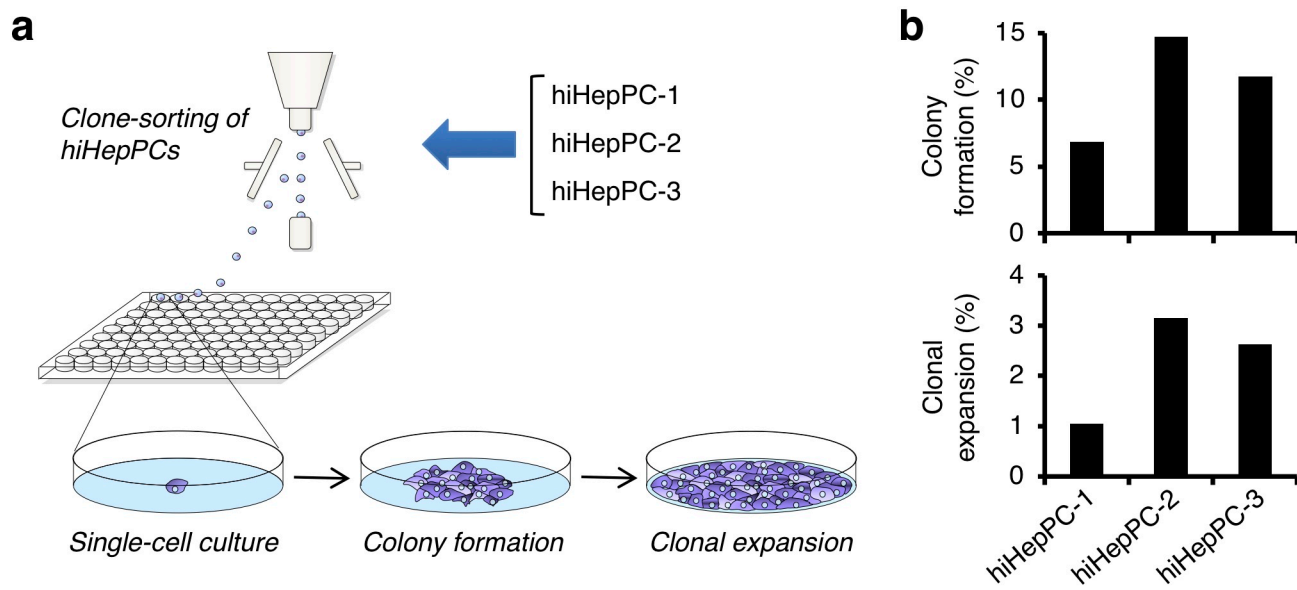 a
Clone-sorting of
hiHepPCs
hiHepPC-1
hiHepPC-2
hiHepPC-3
Single-cell culture
Colony formation
Clonal expansion
b
Colony
formation (%)
15
10
5
0
Clonal
expansion (%)
4
3
2
1
0
hiHepPC-1
hiHepPC-2
hiHepPC-3